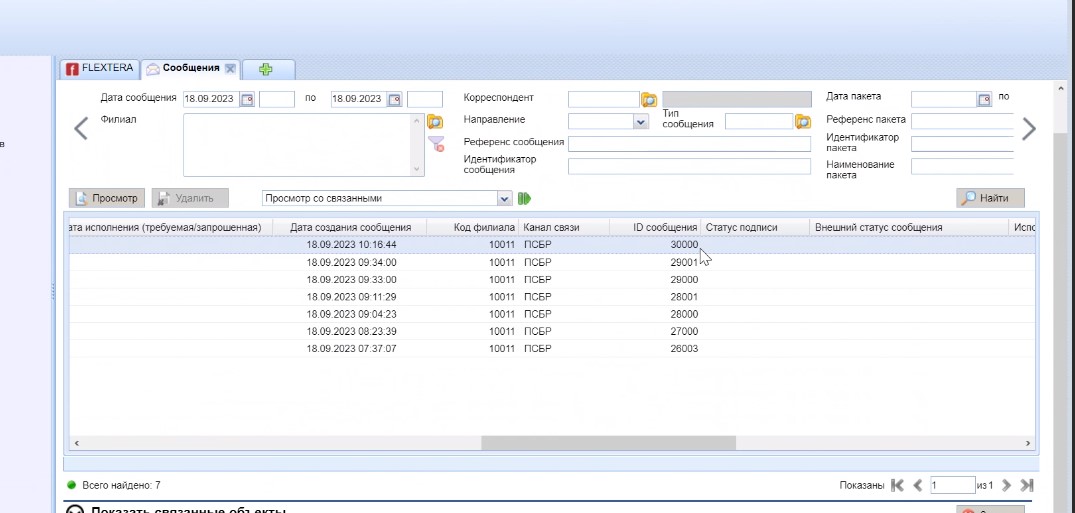 FLEXTERA Сообщения
Дата сообщения 18.09.2023 по 18.09.2023 Корреспондент Дата пакета по
Филиал Направление Тип сообщения Референс пакета
в Референс сообщения Идентификатор пакета
Идентификатор сообщения Наименование пакета
Просмотр Удалить Просмотр со связанными Найти
ата исполнения (требуемая/запрошенная) Дата создания сообщения Код филиала Канал связи ID сообщения Статус подписи Внешний статус сообщения Испо
18.09.2023 10:16:44 10011 ПСБР 30000
18.09.2023 09:34:00 10011 ПСБР 29001
18.09.2023 09:33:00 10011 ПСБР 29000
18.09.2023 09:11:29 10011 ПСБР 28001
18.09.2023 09:04:23 10011 ПСБР 28000
18.09.2023 08:23:39 10011 ПСБР 27000
18.09.2023 07:37:07 10011 ПСБР 26003
Всего найдено: 7 Показаны 1 из 1
Показать связанные объекты